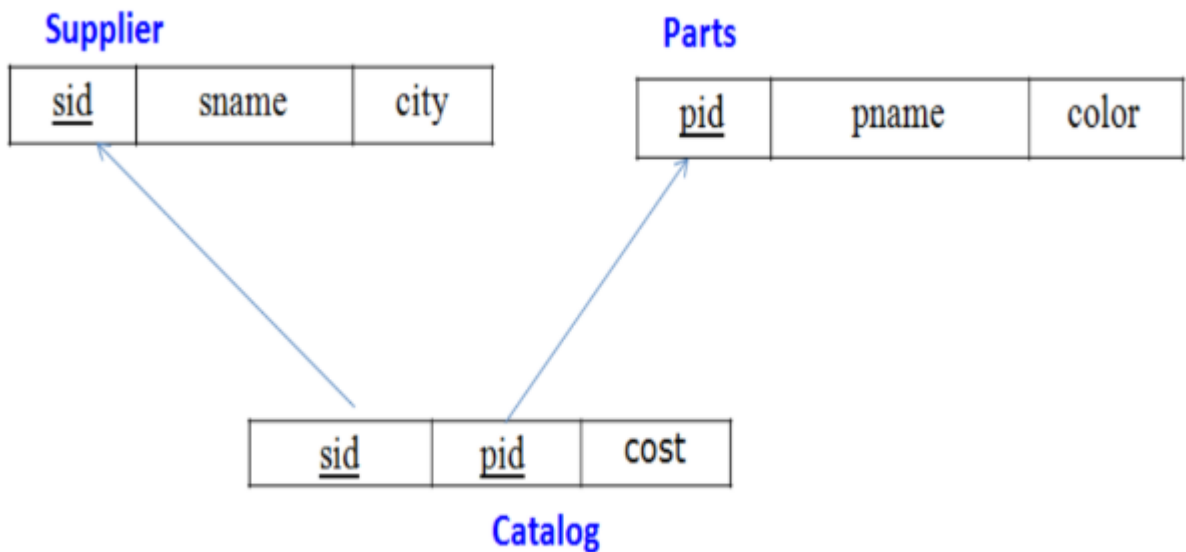 Supplier
Parts
sid sname city
pid pname color
sid pid cost
Catalog